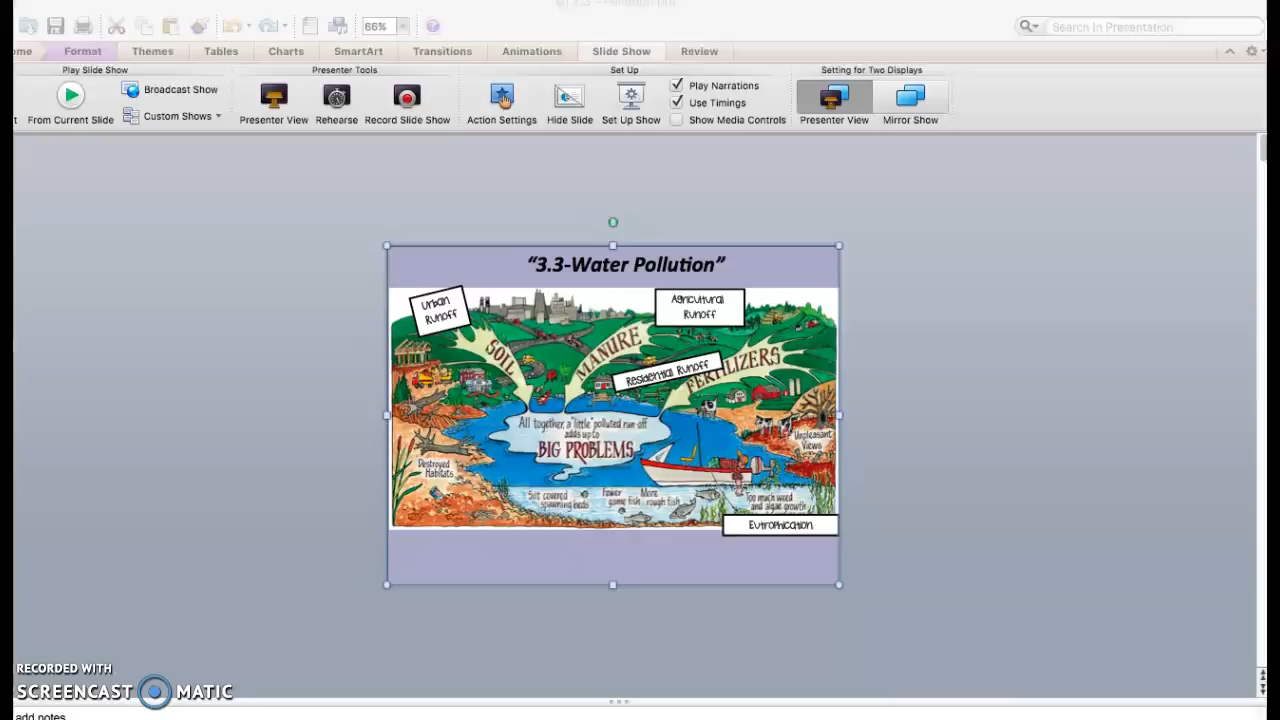 66%
Search In Presentation
Format
Themes
Tables
Charts
SmartArt
Transitions
Animations
Slide Show
Review
Play Slide Show
Presenter Tools
Set Up
Setting for Two Displays
From Current Slide
Broadcast Show
Custom Shows
Presenter View
Rehearse
Record Slide Show
Action Settings
Hide Slide
Set Up Show
Play Narrations
Use Timings
Show Media Controls
Presenter View
Mirror Show
“3.3-Water Pollution”
Urban
Runoff
Agricultural
Runoff
SOIL
MANURE
Residential Runoff
FERTILIZERS
All together, a "little" polluted run-off
adds up to
BIG PROBLEMS
Unpleasant
Views
Destroyed
Habitats
Silt covered
spawning beds
Fewer
game fish
More
rough fish
Too much weed
and algae growth
Eutrophication
RECORDED WITH
SCREENCAST MATIC
add notes